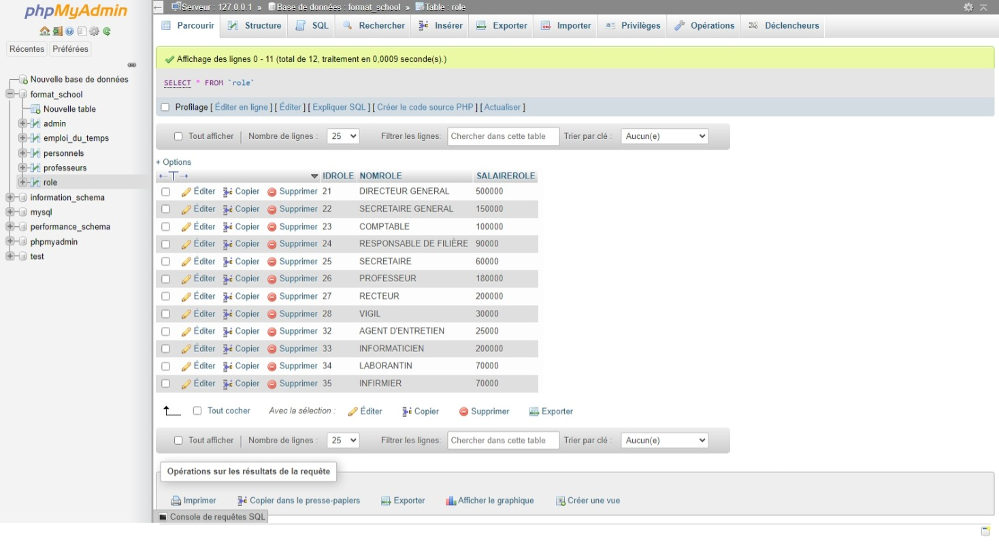 phpMyAdmin
Récentes Préférées
Nouvelle base de données
format_school
Nouvelle table
admin
emploi_du_temps
personnels
professeurs
role
information_schema
mysql
performance_schema
phpmyadmin
test
Serveur : 127.0.0.1 » Base de données : format_school » Table : role
Parcourir Structure SQL Rechercher Insérer Exporter Importer Privilèges Opérations Déclencheurs
Affichage des lignes 0 - 11 (total de 12, traitement en 0,0009 seconde(s).)
SELECT * FROM `role`
Profilage [ Éditer en ligne ] [ Éditer ] [ Expliquer SQL ] [ Créer le code source PHP ] [ Actualiser ]
Tout afficher | Nombre de lignes : 25 Filtrer les lignes: Chercher dans cette table Trier par clé : Aucun(e)
+ Options
←T→ IDROLE NOMROLE SALAIREROLE
Éditer Copier Supprimer 21 DIRECTEUR GENERAL 500000
Éditer Copier Supprimer 22 SECRETAIRE GENERAL 150000
Éditer Copier Supprimer 23 COMPTABLE 100000
Éditer Copier Supprimer 24 RESPONSABLE DE FILIÈRE 90000
Éditer Copier Supprimer 25 SECRETAIRE 60000
Éditer Copier Supprimer 26 PROFESSEUR 180000
Éditer Copier Supprimer 27 RECTEUR 200000
Éditer Copier Supprimer 28 VIGIL 30000
Éditer Copier Supprimer 32 AGENT D'ENTRETIEN 25000
Éditer Copier Supprimer 33 INFORMATICIEN 200000
Éditer Copier Supprimer 34 LABORANTIN 70000
Éditer Copier Supprimer 35 INFIRMIER 70000
Tout cocher Avec la sélection : Éditer Copier Supprimer Exporter
Tout afficher | Nombre de lignes : 25 Filtrer les lignes: Chercher dans cette table Trier par clé : Aucun(e)
Opérations sur les résultats de la requête
Imprimer Copier dans le presse-papiers Exporter Afficher le graphique Créer une vue
Console de requêtes SQL